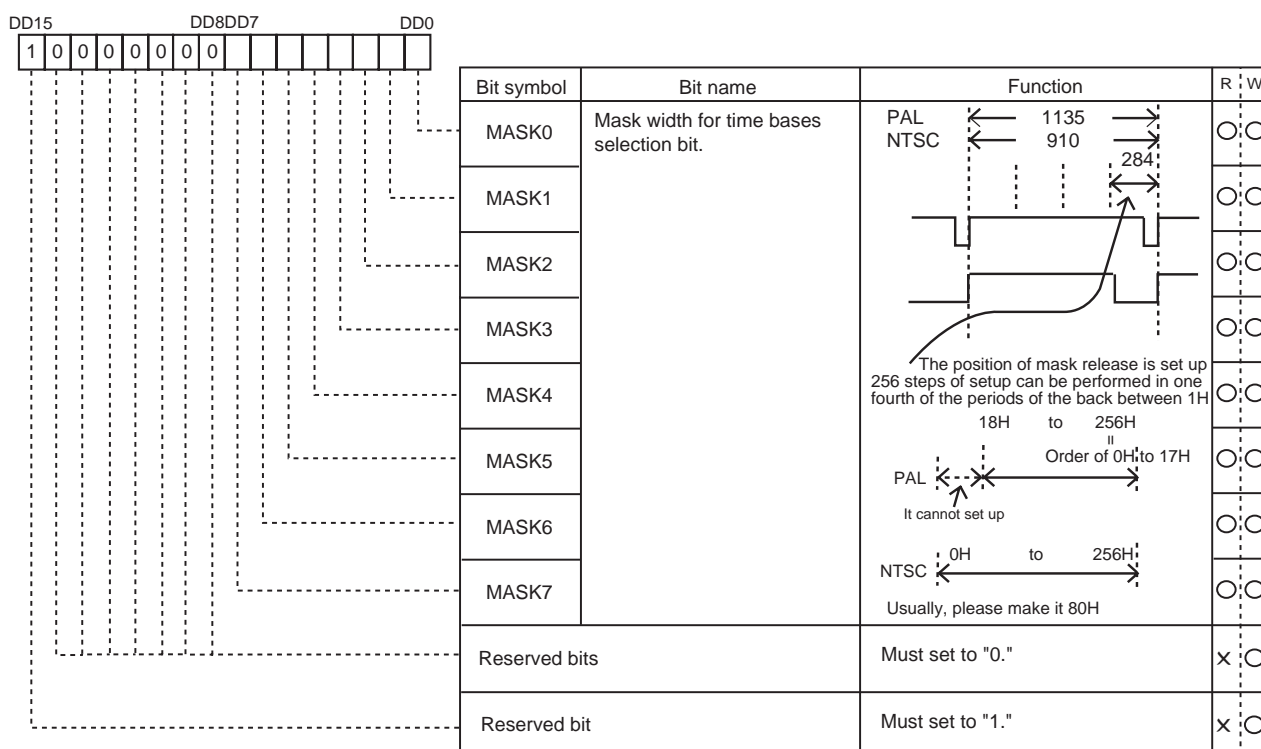 DD15 DD8DD7 DD0
1 0 0 0 0 0 0 0
Bit symbol Bit name Function R W
MASK0 Mask width for time bases
selection bit.
PAL 1135
NTSC 910
284
MASK1
MASK2
MASK3
The position of mask release is set up
256 steps of setup can be performed in one
fourth of the periods of the back between 1H
MASK4
18H to 256H
=
Order of 0H to 17H
MASK5
PAL
It cannot set up
MASK6
0H to 256H
NTSC
MASK7
Usually, please make it 80H
Reserved bits Must set to "0."
Reserved bit Must set to "1."